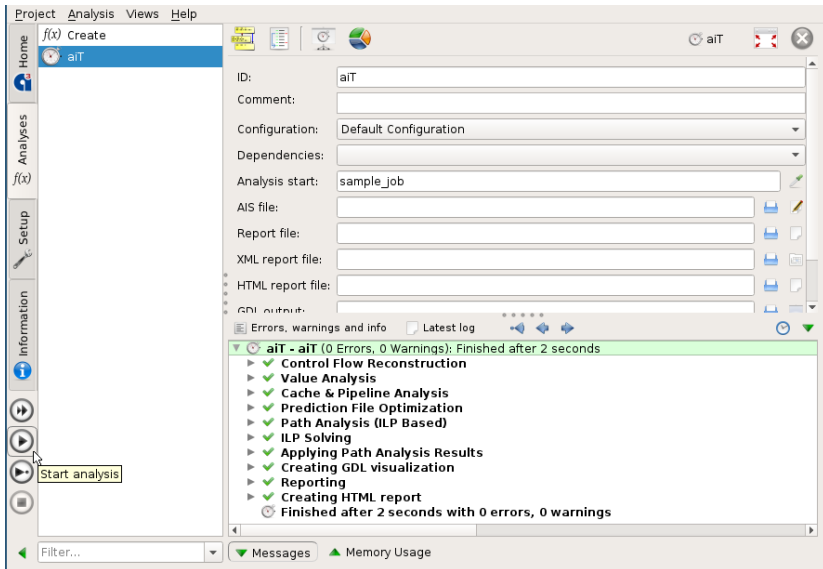 Project Analysis Views Help
Home
Analyses
f(x)
Setup
Information
f(x) Create
aiT
aiT
ID: aiT
Comment:
Configuration: Default Configuration
Dependencies:
Analysis start: sample_job
AIS file:
Report file:
XML report file:
HTML report file:
GDL output:
Errors, warnings and info Latest log
aiT - aiT (0 Errors, 0 Warnings): Finished after 2 seconds
Control Flow Reconstruction
Value Analysis
Cache & Pipeline Analysis
Prediction File Optimization
Path Analysis (ILP Based)
ILP Solving
Applying Path Analysis Results
Creating GDL visualization
Reporting
Creating HTML report
Finished after 2 seconds with 0 errors, 0 warnings
Start analysis
Filter...
Messages Memory Usage